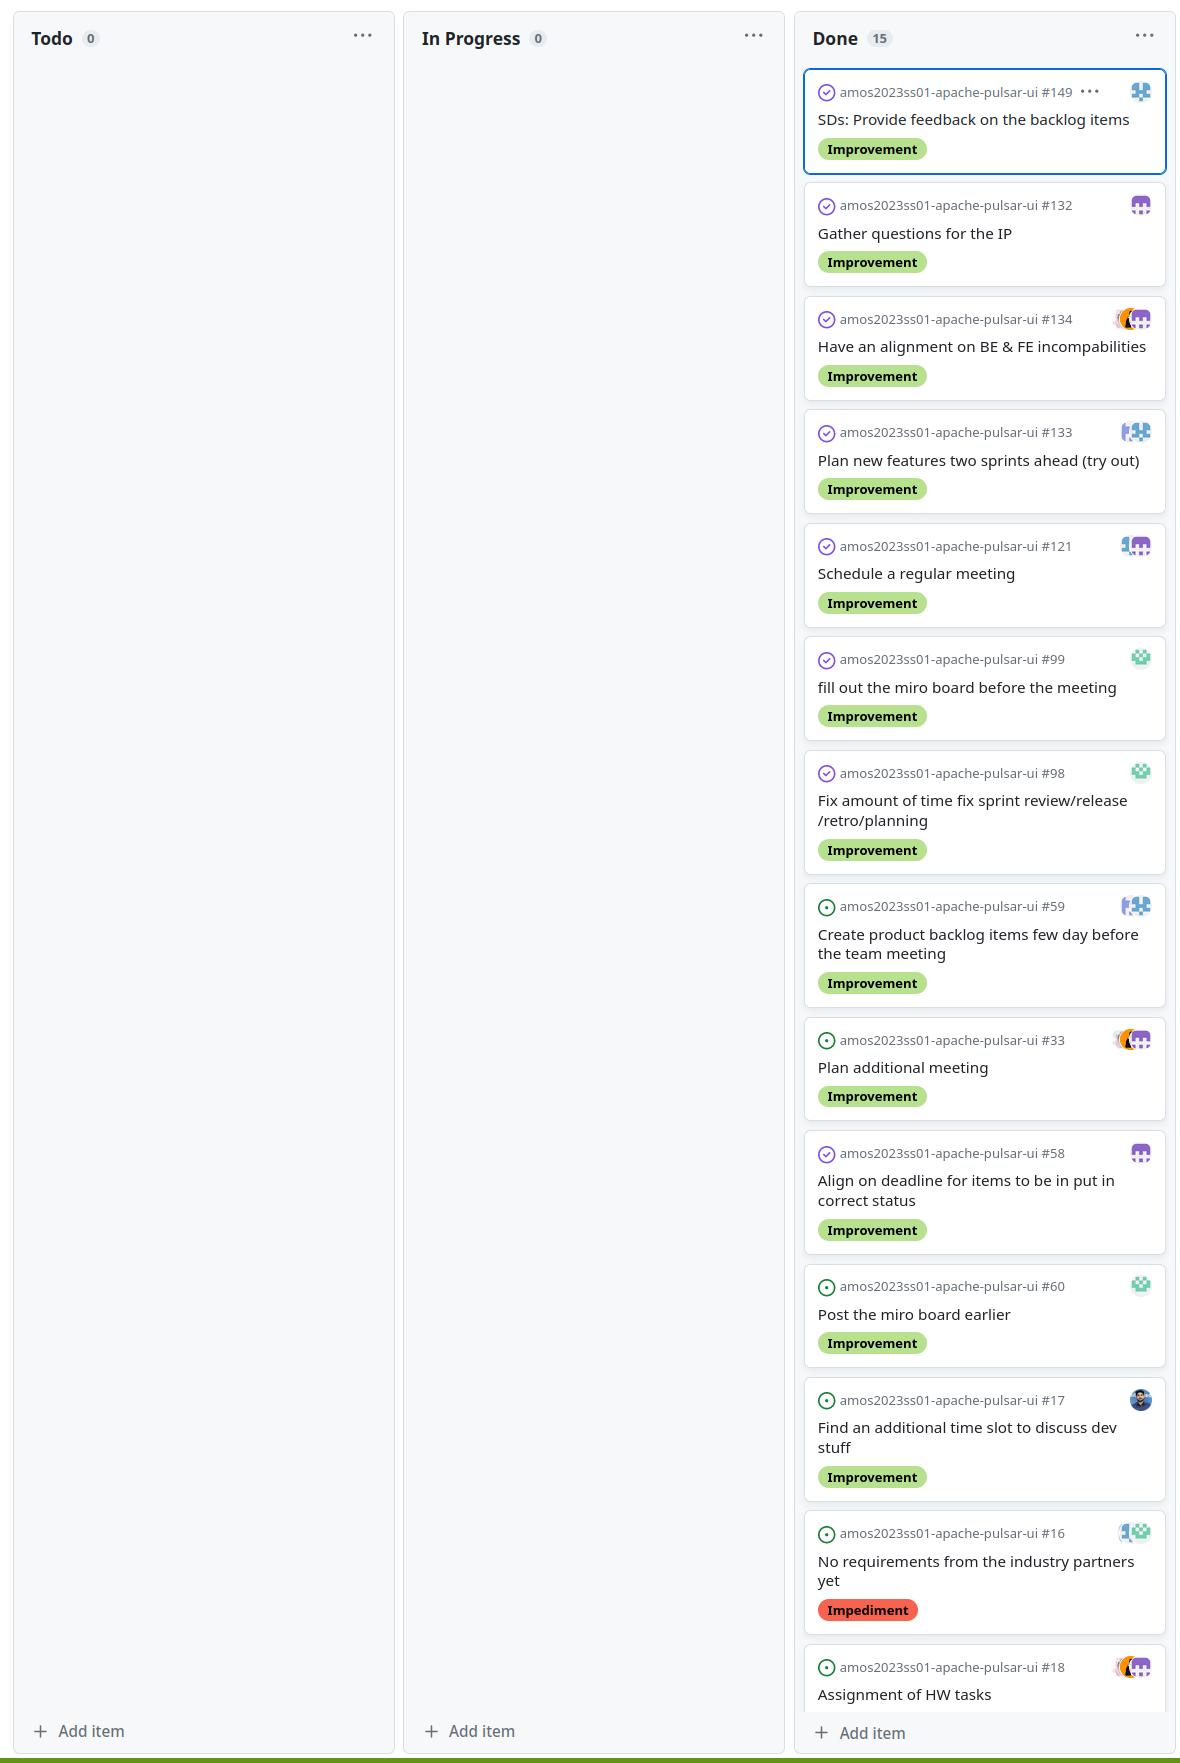 Todo 0
In Progress 0
Done 15
amos2023ss01-apache-pulsar-ui #149
SDs: Provide feedback on the backlog items
Improvement
amos2023ss01-apache-pulsar-ui #132
Gather questions for the IP
Improvement
amos2023ss01-apache-pulsar-ui #134
Have an alignment on BE & FE incompabilities
Improvement
amos2023ss01-apache-pulsar-ui #133
Plan new features two sprints ahead (try out)
Improvement
amos2023ss01-apache-pulsar-ui #121
Schedule a regular meeting
Improvement
amos2023ss01-apache-pulsar-ui #99
fill out the miro board before the meeting
Improvement
amos2023ss01-apache-pulsar-ui #98
Fix amount of time fix sprint review/release
/retro/planning
Improvement
amos2023ss01-apache-pulsar-ui #59
Create product backlog items few day before
the team meeting
Improvement
amos2023ss01-apache-pulsar-ui #33
Plan additional meeting
Improvement
amos2023ss01-apache-pulsar-ui #58
Align on deadline for items to be in put in
correct status
Improvement
amos2023ss01-apache-pulsar-ui #60
Post the miro board earlier
Improvement
amos2023ss01-apache-pulsar-ui #17
Find an additional time slot to discuss dev
stuff
Improvement
amos2023ss01-apache-pulsar-ui #16
No requirements from the industry partners
yet
Impediment
amos2023ss01-apache-pulsar-ui #18
Assignment of HW tasks
+ Add item
+ Add item
+ Add item